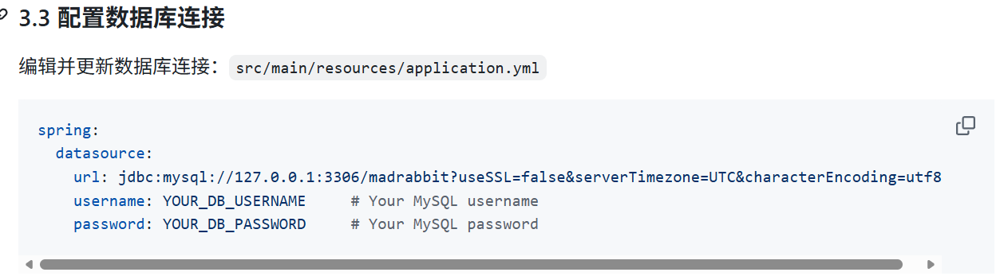 3.3 配置数据库连接
编辑并更新数据库连接： src/main/resources/application.yml
spring:
  datasource:
    url: jdbc:mysql://127.0.0.1:3306/madrabbit?useSSL=false&serverTimezone=UTC&characterEncoding=utf8
    username: YOUR_DB_USERNAME     # Your MySQL username
    password: YOUR_DB_PASSWORD     # Your MySQL password